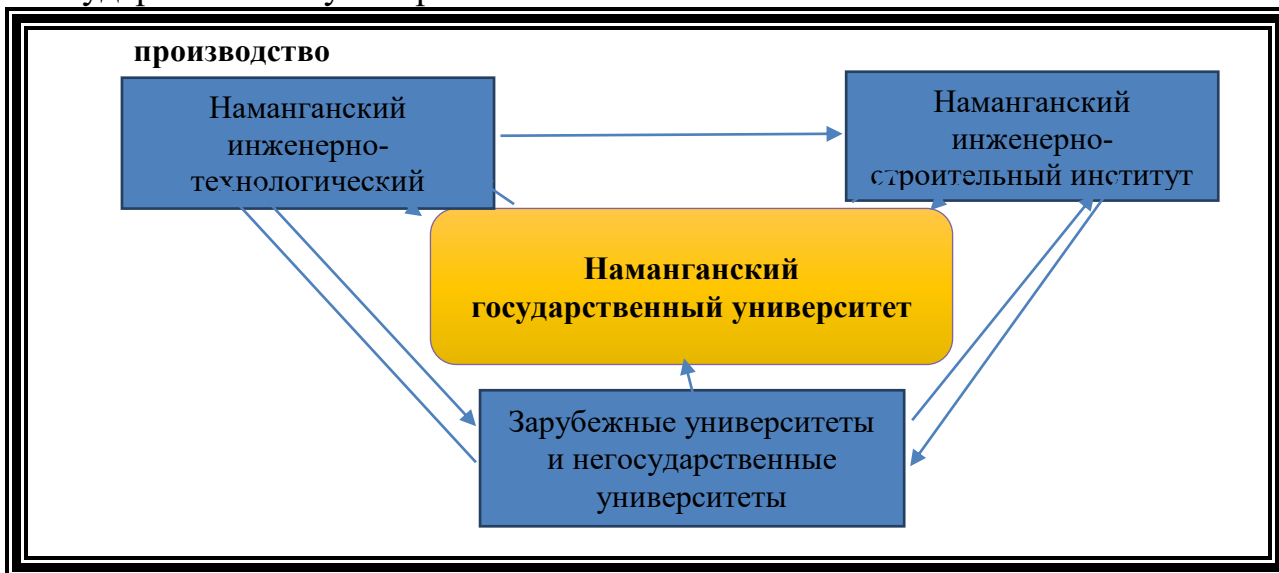 производство
Наманганский
инженерно-
технологический
Наманганский
инженерно-
строительный институт
Наманганский
государственный университет
Зарубежные университеты
и негосударственные
университеты